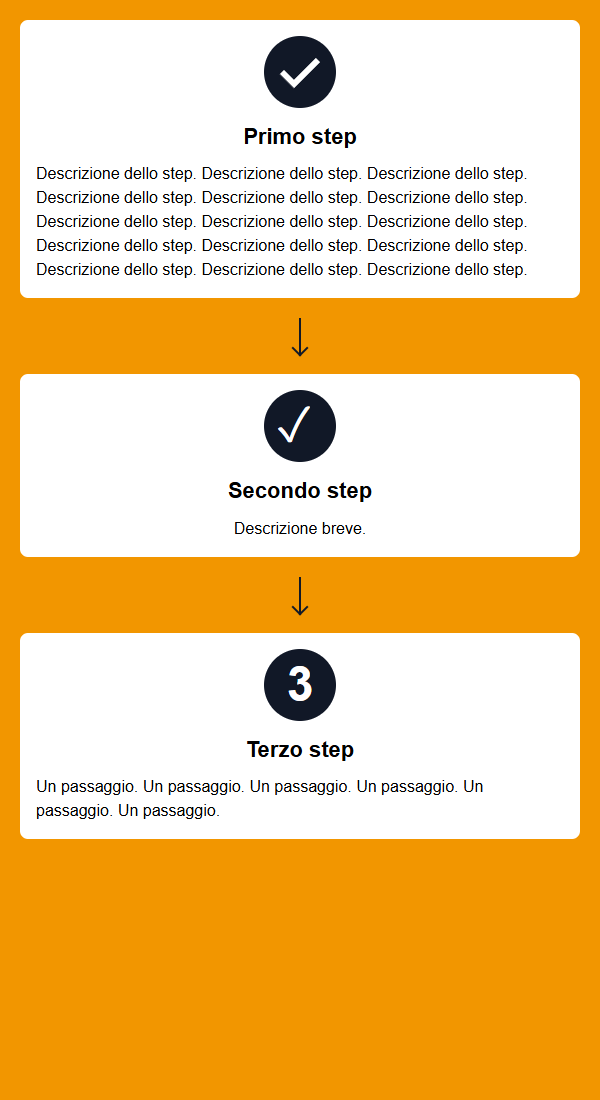 Primo step
Descrizione dello step. Descrizione dello step. Descrizione dello step.
Descrizione dello step. Descrizione dello step. Descrizione dello step.
Descrizione dello step. Descrizione dello step. Descrizione dello step.
Descrizione dello step. Descrizione dello step. Descrizione dello step.
Descrizione dello step. Descrizione dello step. Descrizione dello step.
↓
✓
Secondo step
Descrizione breve.
↓
3
Terzo step
Un passaggio. Un passaggio. Un passaggio. Un passaggio. Un
passaggio. Un passaggio.